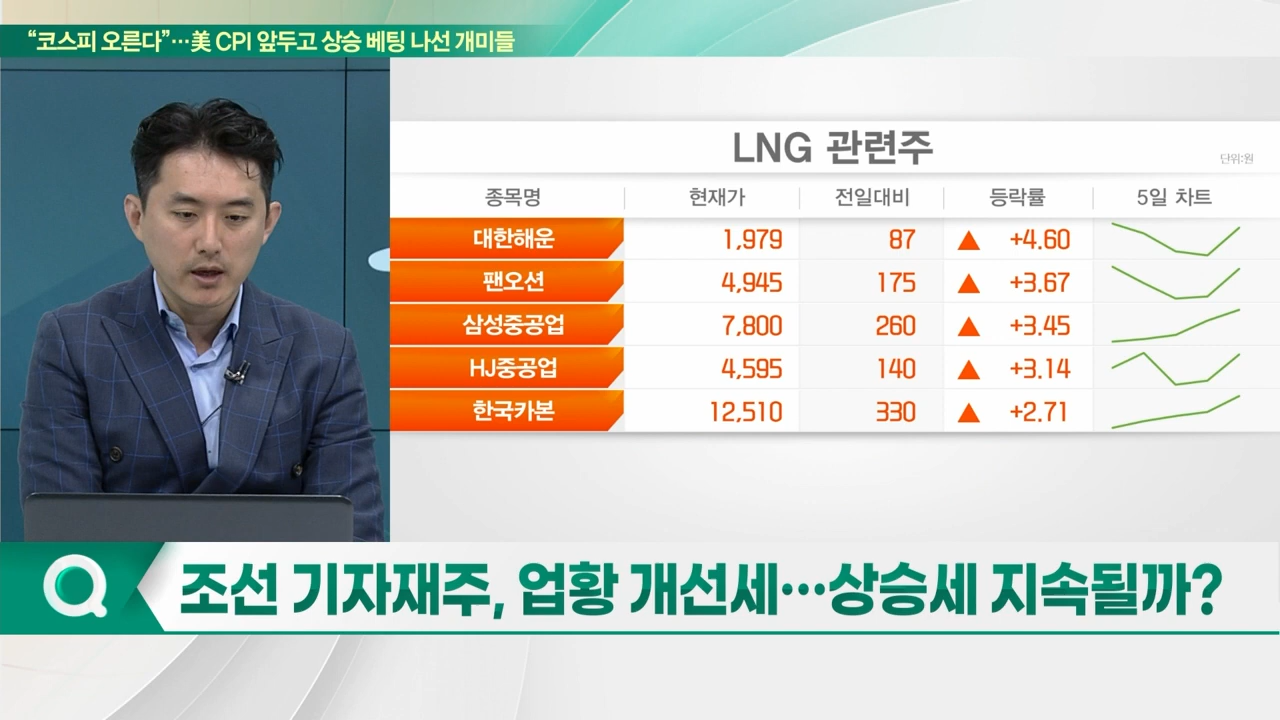 “코스피 오른다”…美 CPI 앞두고 상승 베팅 나선 개미들
LNG 관련주
단위:원
종목명 현재가 전일대비 등락률 5일 차트
대한해운 1,979 87 ▲ +4.60
팬오션 4,945 175 ▲ +3.67
삼성중공업 7,800 260 ▲ +3.45
HJ중공업 4,595 140 ▲ +3.14
한국카본 12,510 330 ▲ +2.71
Q 조선 기자재주, 업황 개선세…상승세 지속될까?